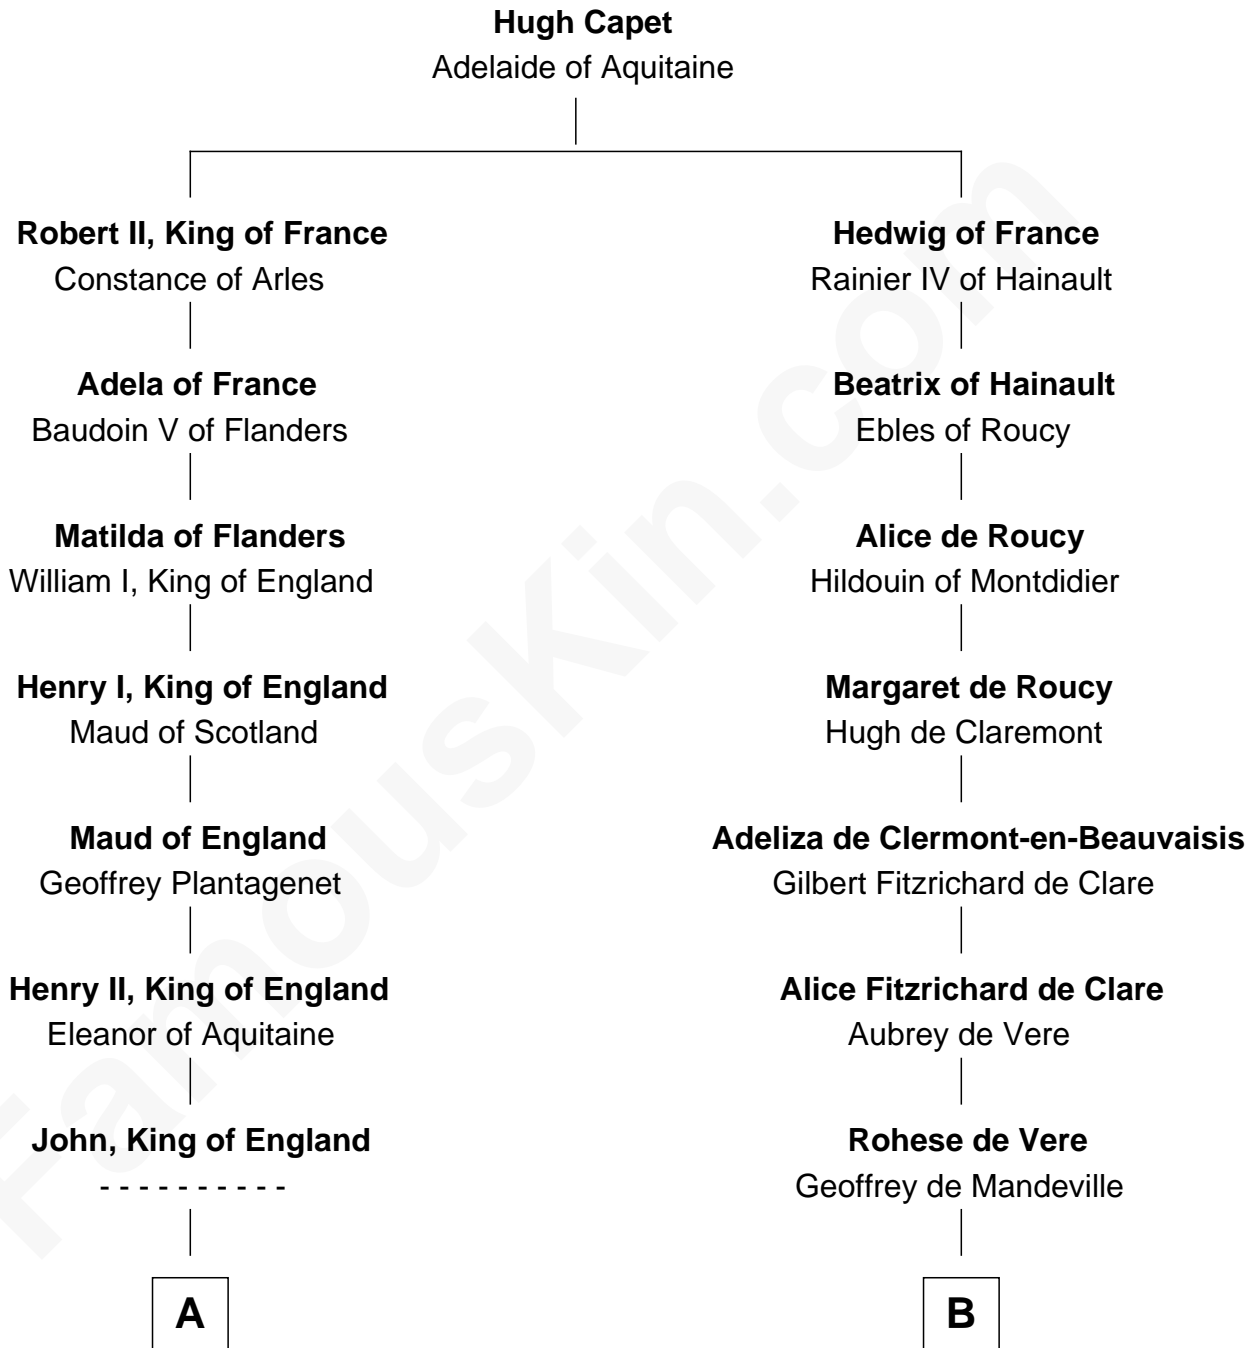 Hugh Capet
Adelaide of Aquitaine
Robert II, King of France
Constance of Arles
Hedwig of France
Rainier IV of Hainault
Adela of France
Baudoin V of Flanders
Beatrix of Hainault
Ebles of Roucy
Matilda of Flanders
William I, King of England
Alice de Roucy
Hildouin of Montdidier
Henry I, King of England
Maud of Scotland
Margaret de Roucy
Hugh de Claremont
Maud of England
Geoffrey Plantagenet
Adeliza de Clermont-en-Beauvaisis
Gilbert Fitzrichard de Clare
Henry II, King of England
Eleanor of Aquitaine
Alice Fitzrichard de Clare
Aubrey de Vere
John, King of England
- - - - - - - - - -
Rohese de Vere
Geoffrey de Mandeville
A
B
FamousKin.com